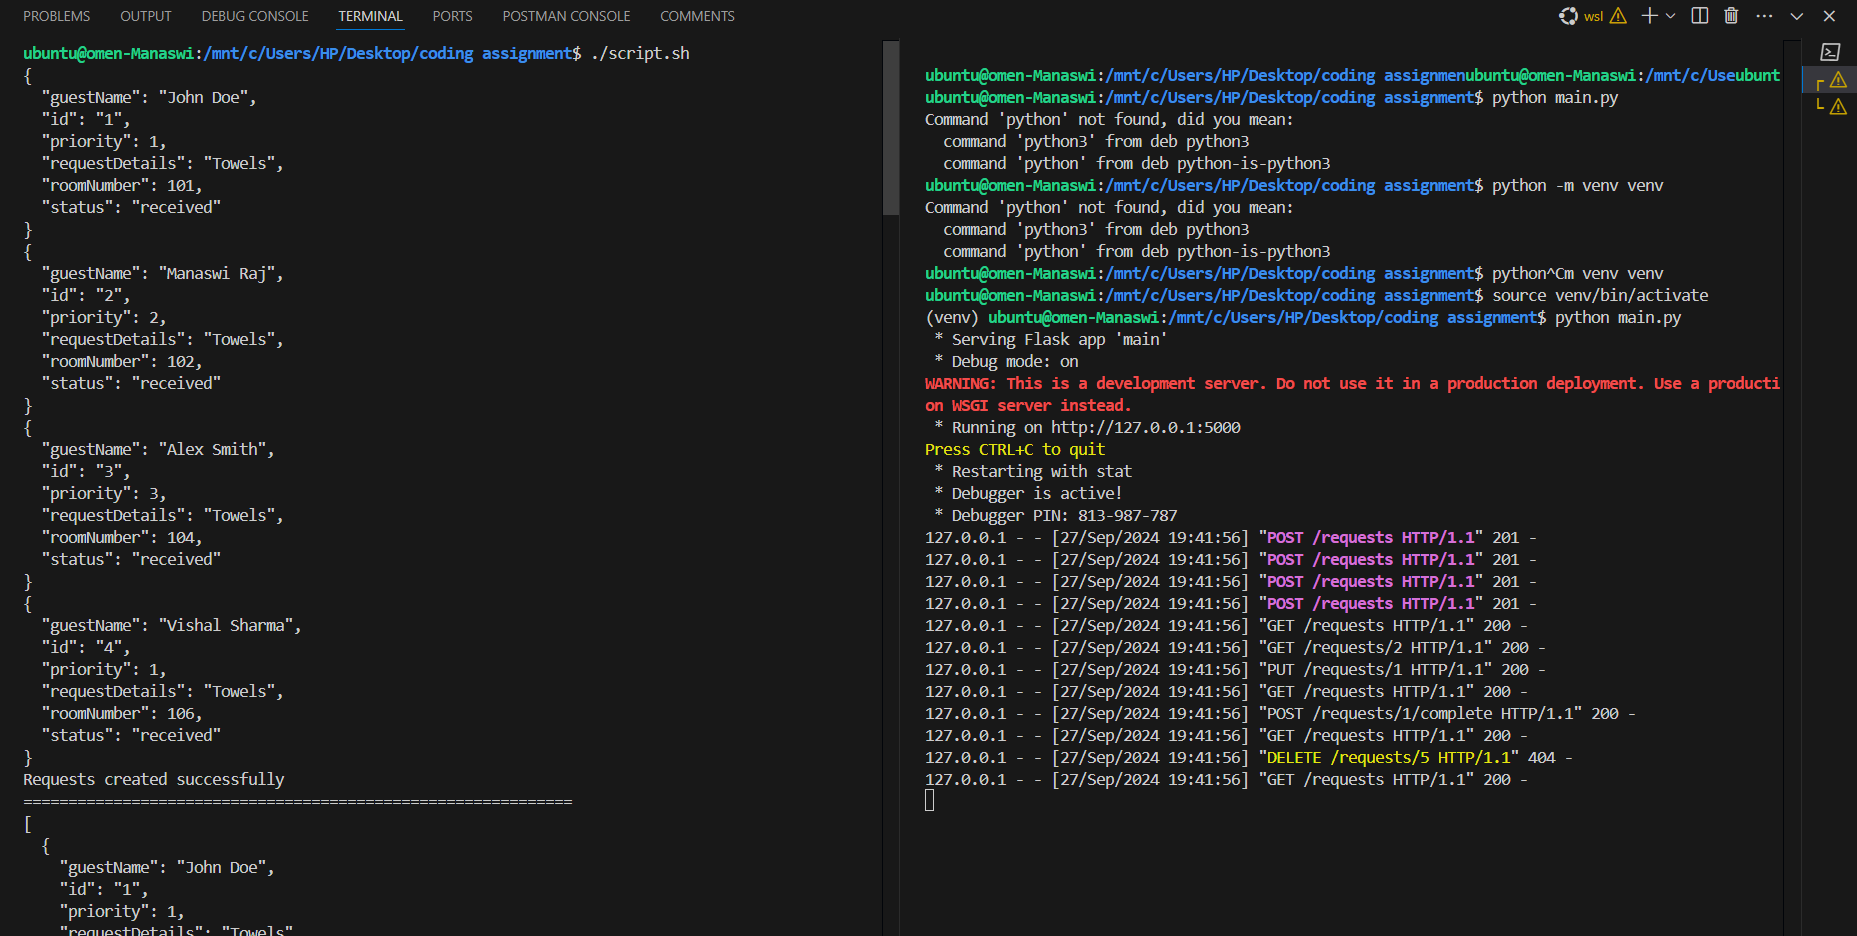 PROBLEMS OUTPUT DEBUG CONSOLE TERMINAL PORTS POSTMAN CONSOLE COMMENTS
wsl
ubuntu@omen-Manaswi:/mnt/c/Users/HP/Desktop/coding assignment$ ./script.sh
{
  "guestName": "John Doe",
  "id": "1",
  "priority": 1,
  "requestDetails": "Towels",
  "roomNumber": 101,
  "status": "received"
}
{
  "guestName": "Manaswi Raj",
  "id": "2",
  "priority": 2,
  "requestDetails": "Towels",
  "roomNumber": 102,
  "status": "received"
}
{
  "guestName": "Alex Smith",
  "id": "3",
  "priority": 3,
  "requestDetails": "Towels",
  "roomNumber": 104,
  "status": "received"
}
{
  "guestName": "Vishal Sharma",
  "id": "4",
  "priority": 1,
  "requestDetails": "Towels",
  "roomNumber": 106,
  "status": "received"
}
Requests created successfully
=============================================================
[
  {
    "guestName": "John Doe",
    "id": "1",
    "priority": 1,
    "requestDetails": "Towels"
ubuntu@omen-Manaswi:/mnt/c/Users/HP/Desktop/coding assignmenubuntu@omen-Manaswi:/mnt/c/Useubunt
ubuntu@omen-Manaswi:/mnt/c/Users/HP/Desktop/coding assignment$ python main.py
Command 'python' not found, did you mean:
  command 'python3' from deb python3
  command 'python' from deb python-is-python3
ubuntu@omen-Manaswi:/mnt/c/Users/HP/Desktop/coding assignment$ python -m venv venv
Command 'python' not found, did you mean:
  command 'python3' from deb python3
  command 'python' from deb python-is-python3
ubuntu@omen-Manaswi:/mnt/c/Users/HP/Desktop/coding assignment$ python^Cm venv venv
ubuntu@omen-Manaswi:/mnt/c/Users/HP/Desktop/coding assignment$ source venv/bin/activate
(venv) ubuntu@omen-Manaswi:/mnt/c/Users/HP/Desktop/coding assignment$ python main.py
 * Serving Flask app 'main'
 * Debug mode: on
WARNING: This is a development server. Do not use it in a production deployment. Use a producti
on WSGI server instead.
 * Running on http://127.0.0.1:5000
Press CTRL+C to quit
 * Restarting with stat
 * Debugger is active!
 * Debugger PIN: 813-987-787
127.0.0.1 - - [27/Sep/2024 19:41:56] "POST /requests HTTP/1.1" 201 -
127.0.0.1 - - [27/Sep/2024 19:41:56] "POST /requests HTTP/1.1" 201 -
127.0.0.1 - - [27/Sep/2024 19:41:56] "POST /requests HTTP/1.1" 201 -
127.0.0.1 - - [27/Sep/2024 19:41:56] "POST /requests HTTP/1.1" 201 -
127.0.0.1 - - [27/Sep/2024 19:41:56] "GET /requests HTTP/1.1" 200 -
127.0.0.1 - - [27/Sep/2024 19:41:56] "GET /requests/2 HTTP/1.1" 200 -
127.0.0.1 - - [27/Sep/2024 19:41:56] "PUT /requests/1 HTTP/1.1" 200 -
127.0.0.1 - - [27/Sep/2024 19:41:56] "GET /requests HTTP/1.1" 200 -
127.0.0.1 - - [27/Sep/2024 19:41:56] "POST /requests/1/complete HTTP/1.1" 200 -
127.0.0.1 - - [27/Sep/2024 19:41:56] "GET /requests HTTP/1.1" 200 -
127.0.0.1 - - [27/Sep/2024 19:41:56] "DELETE /requests/5 HTTP/1.1" 404 -
127.0.0.1 - - [27/Sep/2024 19:41:56] "GET /requests HTTP/1.1" 200 -